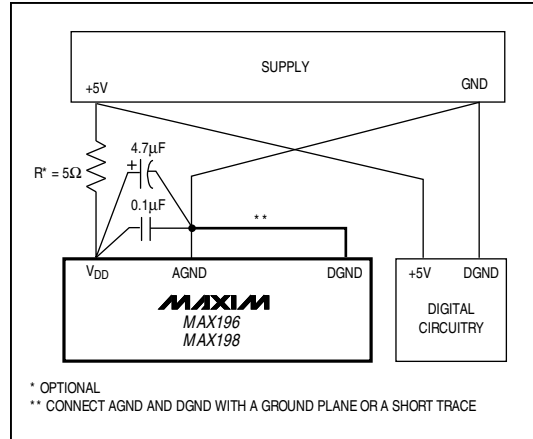 SUPPLY
+5V
GND
4.7µF
+
R* = 5Ω
0.1µF
**
VDD
AGND
DGND
+5V
DGND
MAXIM
MAX196
MAX198
DIGITAL
CIRCUITRY
* OPTIONAL
** CONNECT AGND AND DGND WITH A GROUND PLANE OR A SHORT TRACE